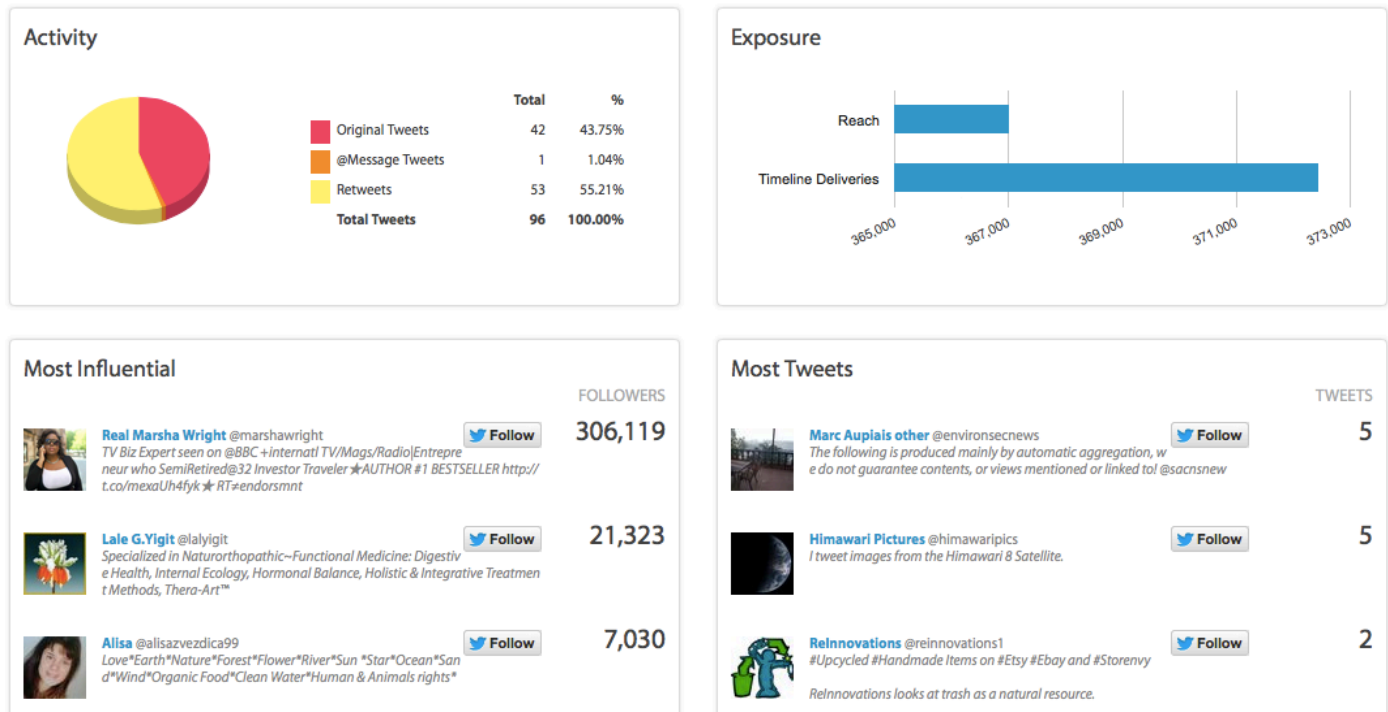 Activity
Total %
Original Tweets 42 43.75%
@Message Tweets 1 1.04%
Retweets 53 55.21%
Total Tweets 96 100.00%
Exposure
Reach
Timeline Deliveries
365,000 367,000 369,000 371,000 373,000
Most Influential
FOLLOWERS
Real Marsha Wright @marshawright Follow 306,119
TV Biz Expert seen on @BBC +internatl TV/Mags/Radio|Entrepre
neur who SemiRetired@32 Investor Traveler ★AUTHOR #1 BESTSELLER http://
t.co/mexaUh4fyk★ RT≠endorsmnt
Lale G.Yigit @lalyigit Follow 21,323
Specialized in Naturorthopathic~Functional Medicine: Digestiv
e Health, Internal Ecology, Hormonal Balance, Holistic & Integrative Treatmen
t Methods, Thera-Art™
Alisa @alisazvezdica99 Follow 7,030
Love*Earth*Nature*Forest*Flower*River*Sun *Star*Ocean*San
d*Wind*Organic Food*Clean Water*Human & Animals rights*
Most Tweets
TWEETS
Marc Aupiais other @environsecnews Follow 5
The following is produced mainly by automatic aggregation, w
e do not guarantee contents, or views mentioned or linked to! @sacnsnew
Himawari Pictures @himawaripics Follow 5
I tweet images from the Himawari 8 Satellite.
ReInnovations @reinnovations1 Follow 2
#Upcycled #Handmade Items on #Etsy #Ebay and #Storenvy
ReInnovations looks at trash as a natural resource.